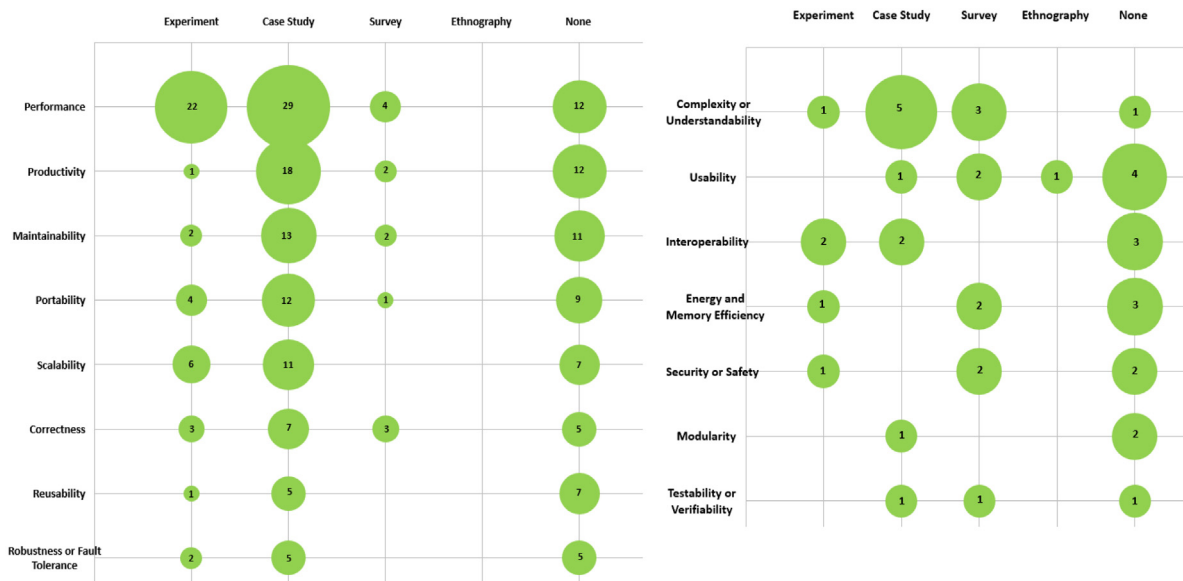 Experiment Case Study Survey Ethnography None
Performance 22 29 4 12
Productivity 1 18 2 12
Maintainability 2 13 2 11
Portability 4 12 1 9
Scalability 6 11 7
Correctness 3 7 3 5
Reusability 1 5 7
Robustness or Fault
Tolerance 2 5 5
Experiment Case Study Survey Ethnography None
Complexity or
Understandability 1 5 3 1
Usability 1 2 1 4
Interoperability 2 2 3
Energy and
Memory Efficiency 1 2 3
Security or Safety 1 2 2
Modularity 1 2
Testability or
Verifiability 1 1 1